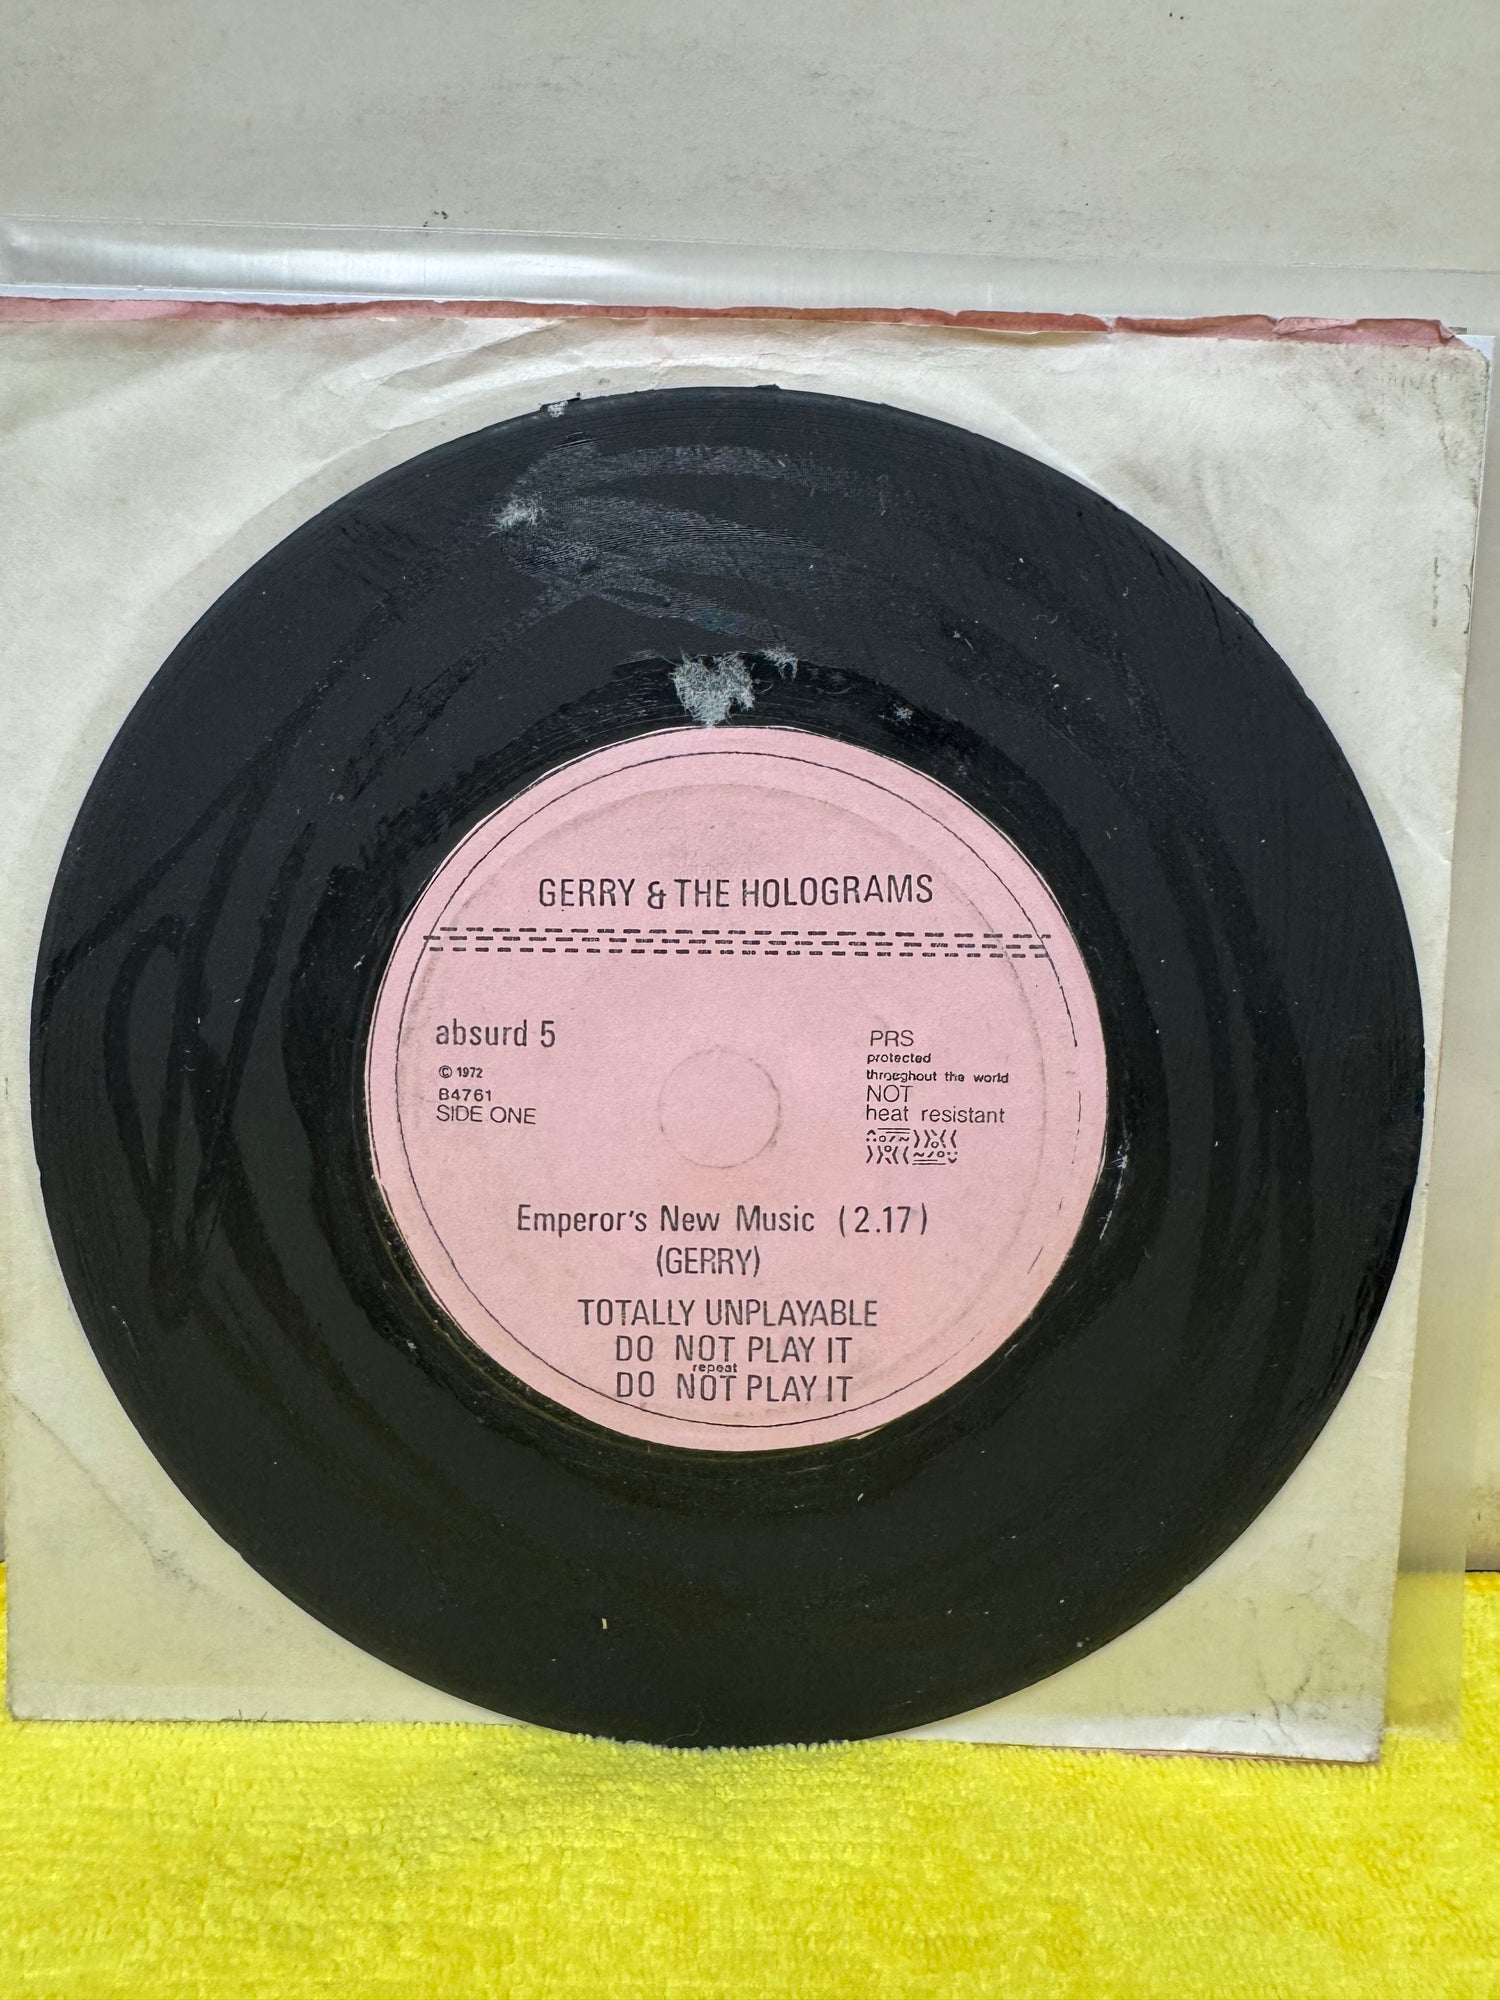 GERRY & THE HOLOGRAMS
absurd 5
© 1972
B4761
SIDE ONE
PRS
protected
throughout the world
NOT
heat resistant
Emperor's New Music (2.17)
(GERRY)
TOTALLY UNPLAYABLE
DO NOT PLAY IT
repeat
DO NOT PLAY IT